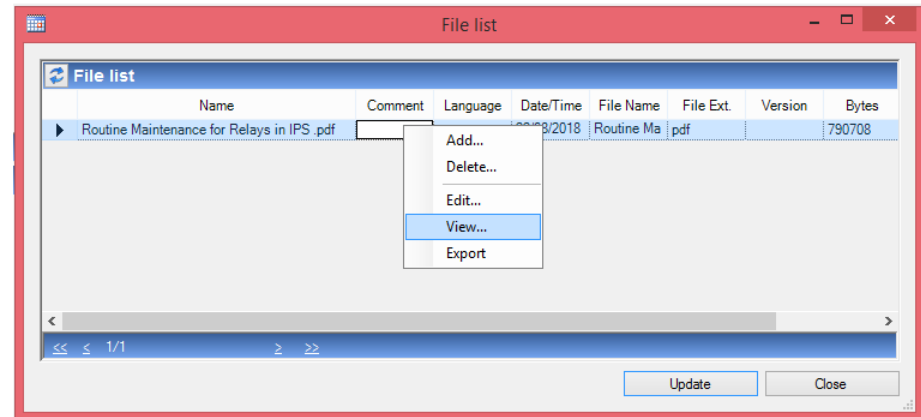 File list
File list
Name Comment Language Date/Time File Name File Ext. Version Bytes
Routine Maintenance for Relays in IPS .pdf 2018 Routine Ma pdf 790708
Add...
Delete...
Edit...
View...
Export
<< < 1/1 > >>
Update Close